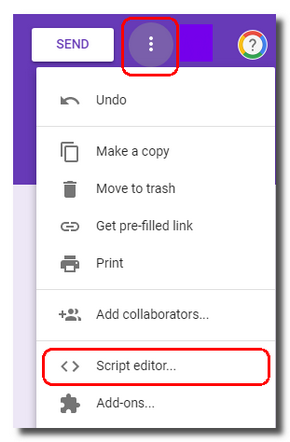 SEND
?
Undo
Make a copy
Move to trash
Get pre-filled link
Print
Add collaborators...
Script editor...
Add-ons...